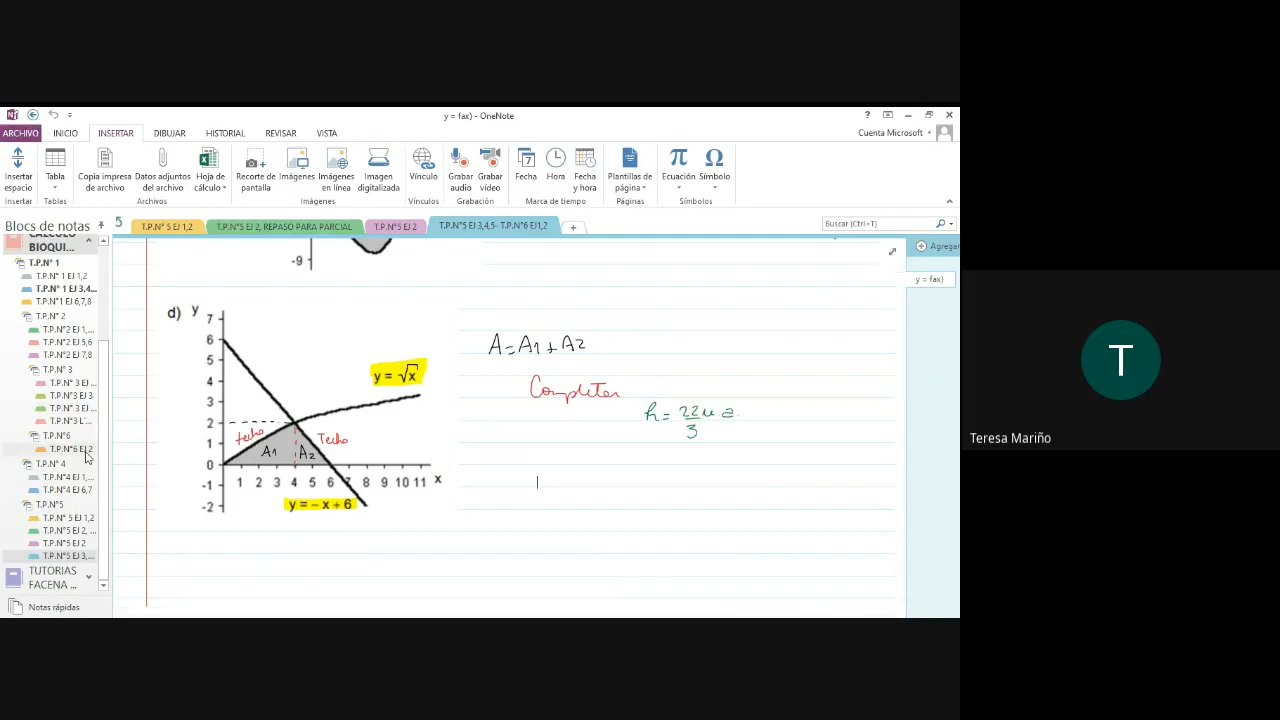 y = fax) - OneNote
ARCHIVO INICIO INSERTAR DIBUJAR HISTORIAL REVISAR VISTA
Cuenta Microsoft
Insertar espacio
Tabla
Copia impresa de archivo
Datos adjuntos del archivo
Hoja de cálculo
Recorte de pantalla
Imágenes
Imágenes en línea
Imagen digitalizada
Vínculo
Grabar audio
Grabar vídeo
Fecha
Hora
Fecha y hora
Plantillas de página
Ecuación
Símbolo
Insertar Tablas Archivos Imágenes Vínculos Grabación Marca de tiempo Páginas Símbolos
Blocs de notas
5
T.P.N° 5 EJ 1,2
T.P.N°5 EJ 2, REPASO PARA PARCIAL
T.P.N°5 EJ 2
T.P.N°5 EJ 3,4,5- T.P.N°6 EJ1,2
Buscar (Ctrl+T)
CALCULO
BIOQUI...
T.P.N° 1
T.P.N° 1 EJ 1,2
T.P.N° 1 EJ 3,4...
T.P.N°1 EJ 6,7,8
T.P.N° 2
T.P.N°2 EJ 1,...
T.P.N°2 EJ 5,6
T.P.N°2 EJ 7,8
T.P.N° 3
T.P.N° 3 EJ ...
T.P.N°3 EJ 3
T.P.N° 3 EJ ...
T.P.N°3 L´...
T.P.N°6
T.P.N°6 EJ 2
T.P.N° 4
T.P.N°4 EJ 1,...
T.P.N°4 EJ 6,7
T.P.N°5
T.P.N° 5 EJ 1,2
T.P.N°5 EJ 2, ...
T.P.N°5 EJ 2
T.P.N°5 EJ 3,...
TUTORIAS
FACENA ...
Notas rápidas
Agregar
y = fax)
-9
d) y
7
6
5
4
3
2
1
0
-1
-2
1 2 3 4 5 6 7 8 9 10 11 x
y = √x
techo Techo
A1 A2
y = – x + 6
A = A1 + A2
Completar
T
Teresa Mariño